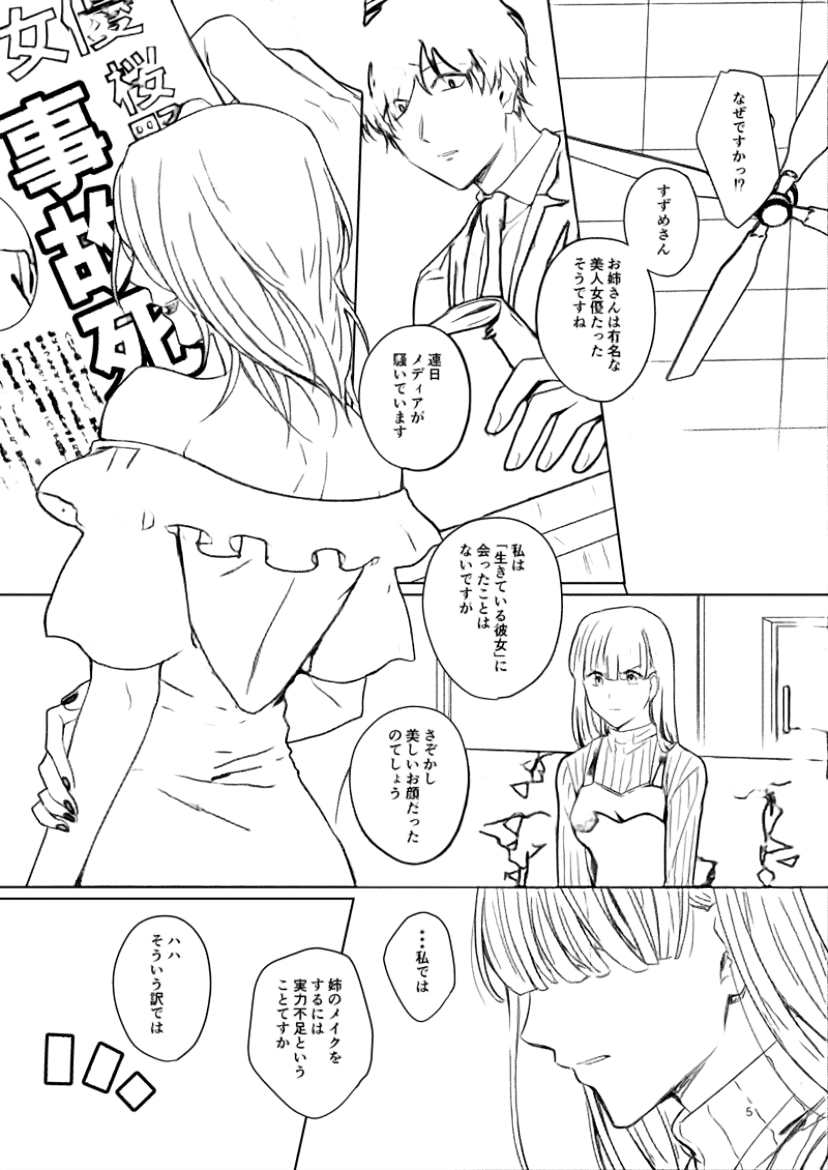 なぜですかっ!?
すずめさん
お姉さんは有名な
美人女優だった
そうですね
連日
メディアが
騒いでいます
女優
桜
事故死
私は
「生きている彼女」に
会ったことは
ないですが
さぞかし
美しいお顔だった
のでしょう
…私では
姉のメイクを
するには
実力不足という
ことですか
ハハ
そういう訳では
5